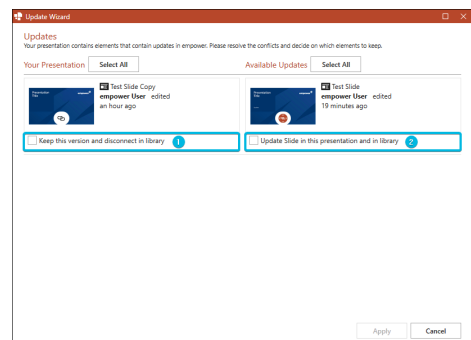 Update Wizard
Updates
Your presentation contains elements that contain updates in empower. Please resolve the conflicts and decide on which elements to keep.
Your Presentation Select All Available Updates Select All
Test Slide Copy
empower User edited
an hour ago
Test Slide
empower User edited
19 minutes ago
Keep this version and disconnect in library 1
Update Slide in this presentation and in library 2
Apply Cancel